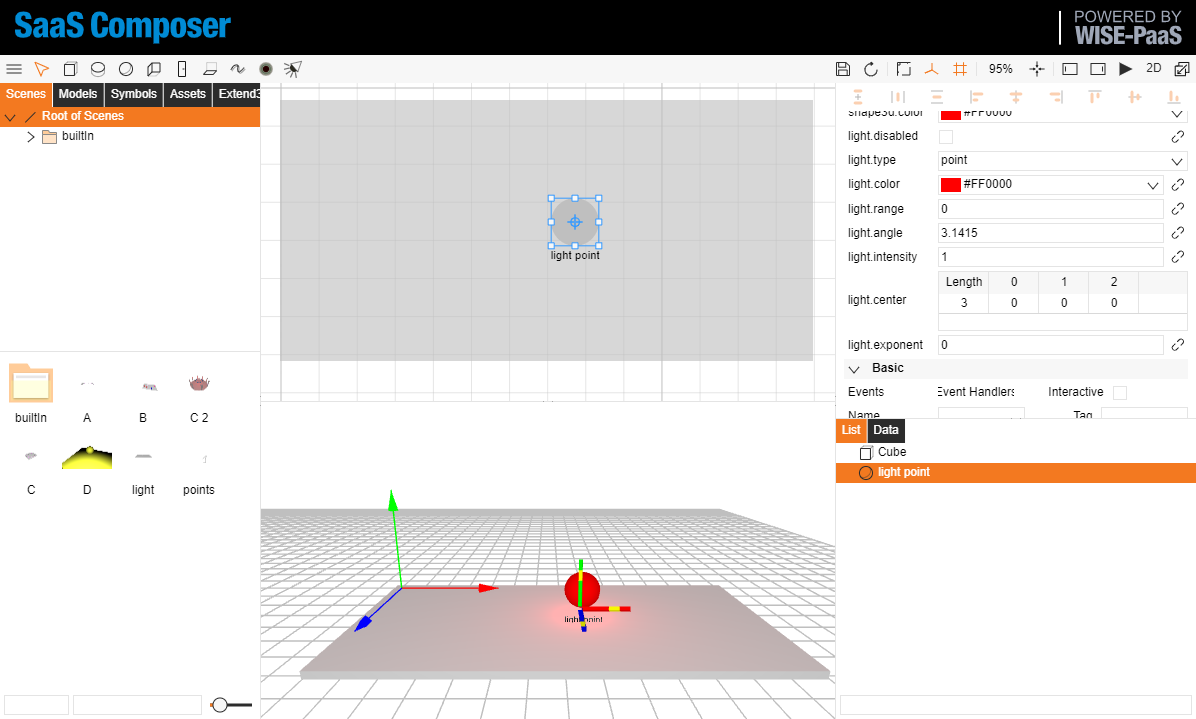 SaaS Composer
POWERED BY
WISE-PaaS
95%
2D
Scenes
Models
Symbols
Assets
Extend3
Root of Scenes
builtIn
light point
shape3d.color
#FF0000
light.disabled
light.type
point
light.color
#FF0000
light.range
0
light.angle
3.1415
light.intensity
1
light.center
Length 0 1 2
3 0 0 0
light.exponent
0
Basic
Events
Event Handlers
Interactive
Name
Tag
List
Data
Cube
light point
builtIn
A
B
C 2
C
D
light
points
light point